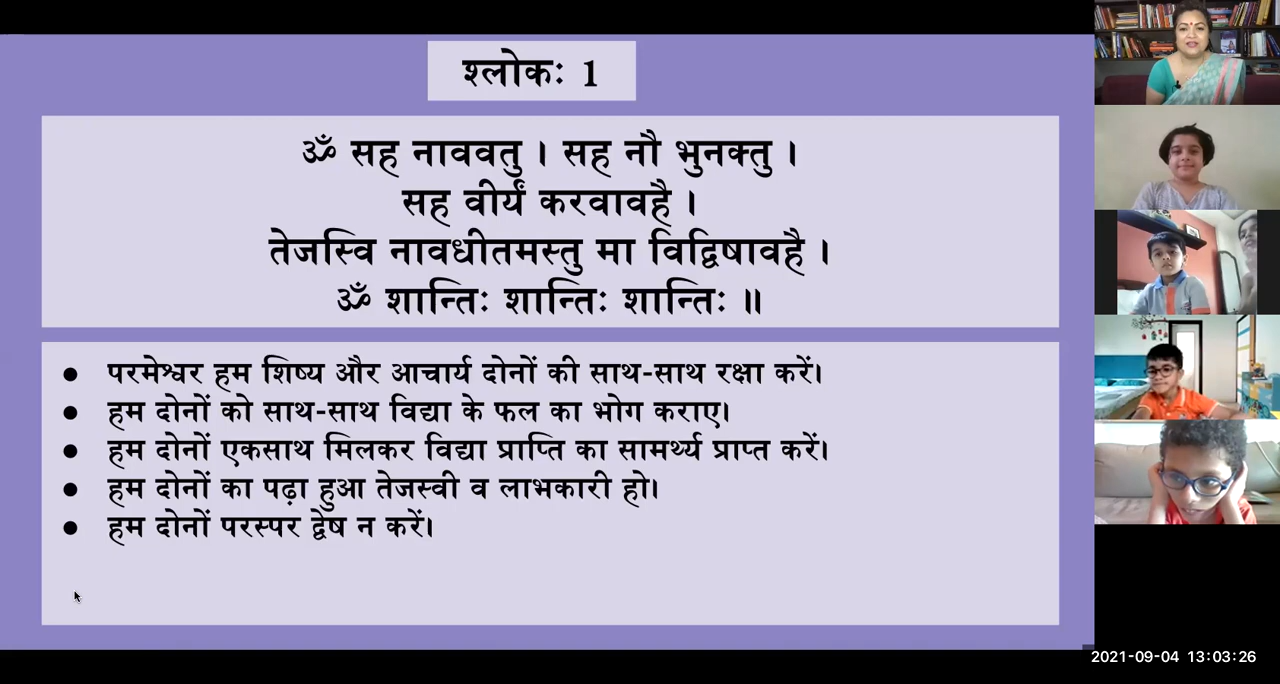 श्लोकः 1
ॐ सह नाववतु । सह नौ भुनक्तु ।
सह वीर्यं करवावहै ।
तेजस्वि नावधीतमस्तु मा विद्विषावहै ।
ॐ शान्तिः शान्तिः शान्तिः ॥
● परमेश्वर हम शिष्य और आचार्य दोनों की साथ-साथ रक्षा करें।
● हम दोनों को साथ-साथ विद्या के फल का भोग कराए।
● हम दोनों एकसाथ मिलकर विद्या प्राप्ति का सामर्थ्य प्राप्त करें।
● हम दोनों का पढ़ा हुआ तेजस्वी व लाभकारी हो।
● हम दोनों परस्पर द्वेष न करें।
2021-09-04 13:03:26